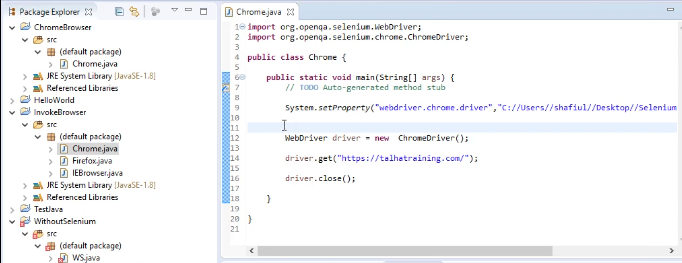 Package Explorer
ChromeBrowser
src
(default package)
Chrome.java
JRE System Library [JavaSE-1.8]
Referenced Libraries
HelloWorld
InvokeBrowser
src
(default package)
Chrome.java
Firefox.java
IEBrowser.java
JRE System Library [JavaSE-1.8]
Referenced Libraries
TestJava
WithoutSelenium
src
(default package)
WS.java
Chrome.java
1 import org.openqa.selenium.WebDriver;
2 import org.openqa.selenium.chrome.ChromeDriver;
3
4 public class Chrome {
5
6 public static void main(String[] args) {
7 // TODO Auto-generated method stub
8
9 System.setProperty("webdriver.chrome.driver","C://Users//shafiul//Desktop//Selenium
10
11
12 WebDriver driver = new  ChromeDriver();
13
14 driver.get("https://talhatraining.com/");
15
16 driver.close();
17
18 }
19
20 }
21